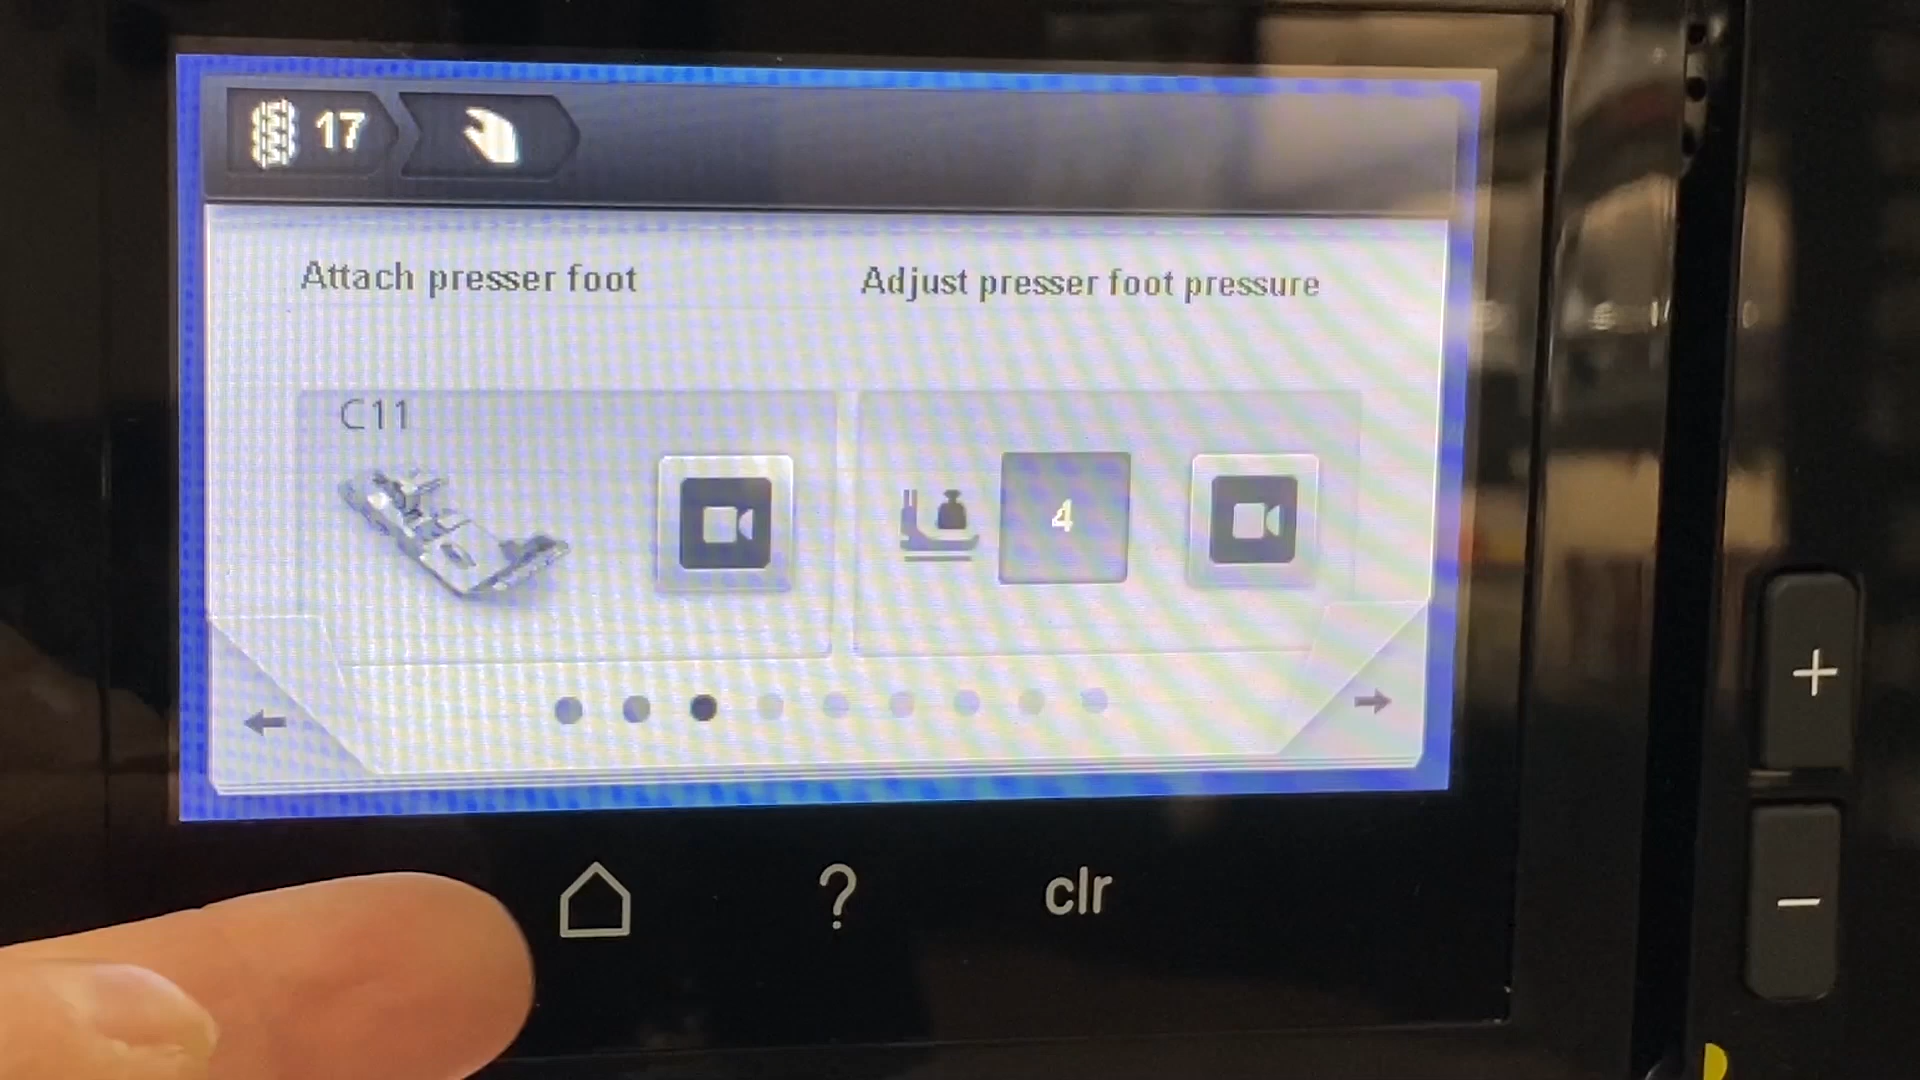 17
Attach presser foot
Adjust presser foot pressure
C11
4
?
clr
+
−